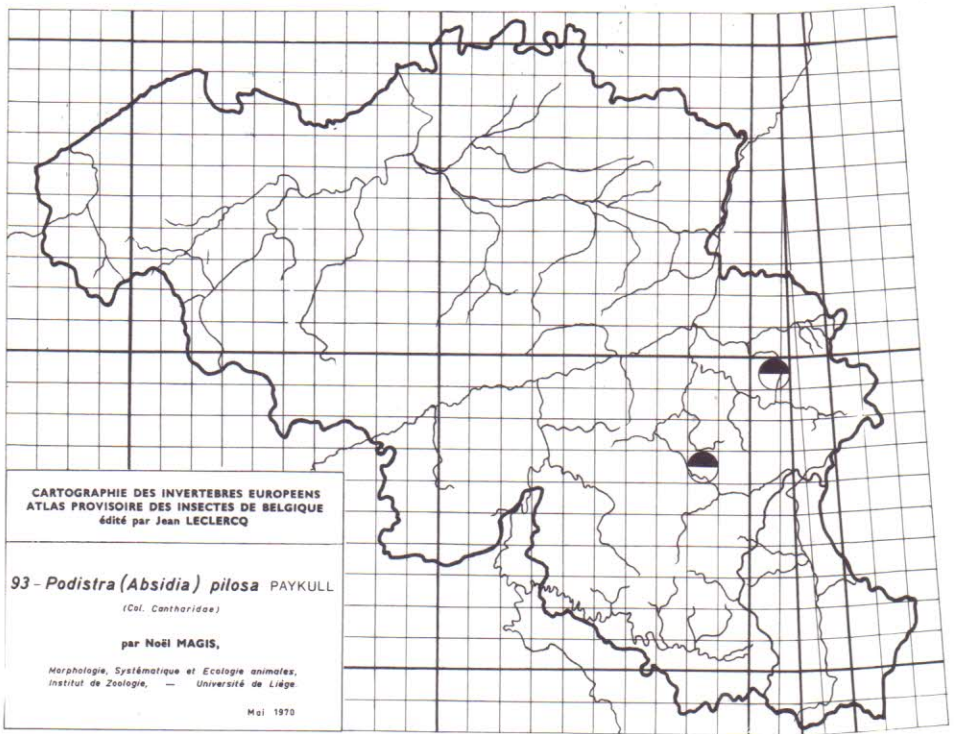 CARTOGRAPHIE DES INVERTEBRES EUROPEENS
ATLAS PROVISOIRE DES INSECTES DE BELGIQUE
édité par Jean LECLERCQ
93 - Podistra (Absidia) pilosa PAYKULL
(Col. Cantharidae)
par Noël MAGIS,
Morphologie, Systématique et Ecologie animales,
Institut de Zoologie, — Université de Liége.
Mai 1970